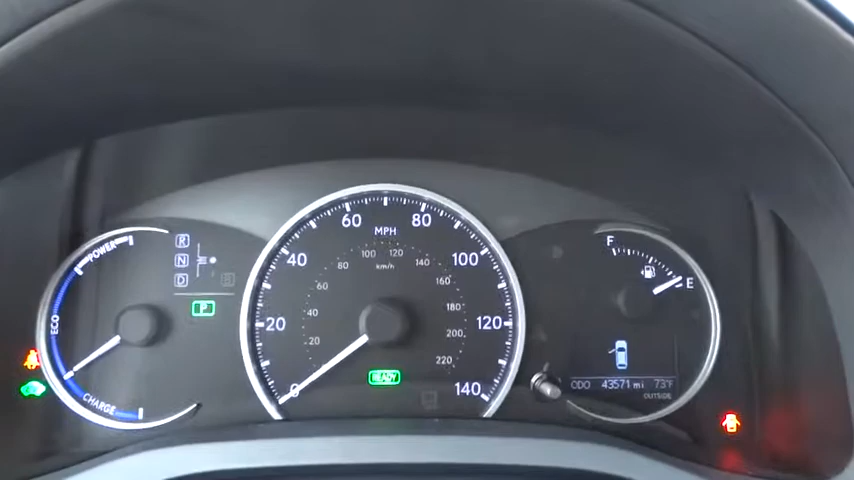 POWER
ECO
CHARGE
R
N
D
P
B
MPH
km/h
0
20
40
60
80
100
120
140
20
40
60
80
100
120
140
160
180
200
220
READY
F
E
ODO 43571 mi 73°F
OUTSIDE